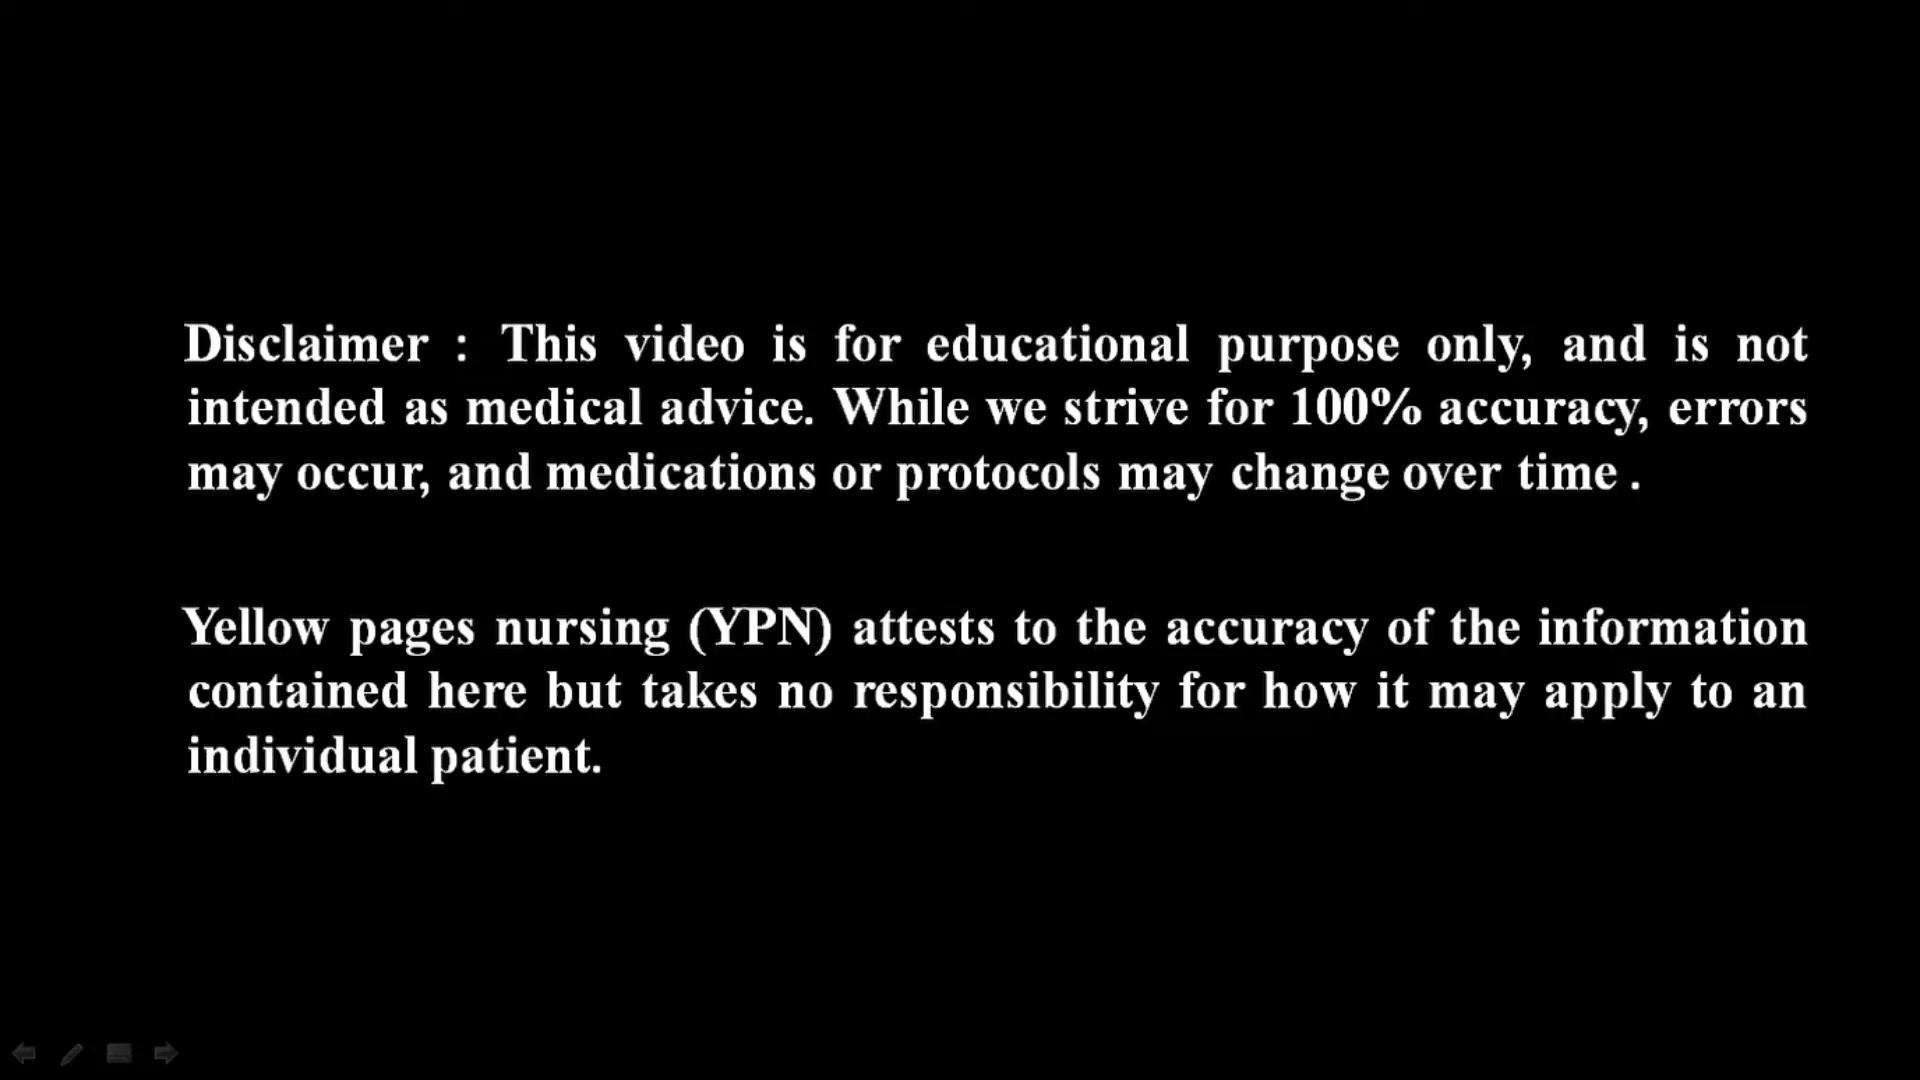 Disclaimer : This video is for educational purpose only, and is not
intended as medical advice. While we strive for 100% accuracy, errors
may occur, and medications or protocols may change over time .
Yellow pages nursing (YPN) attests to the accuracy of the information
contained here but takes no responsibility for how it may apply to an
individual patient.